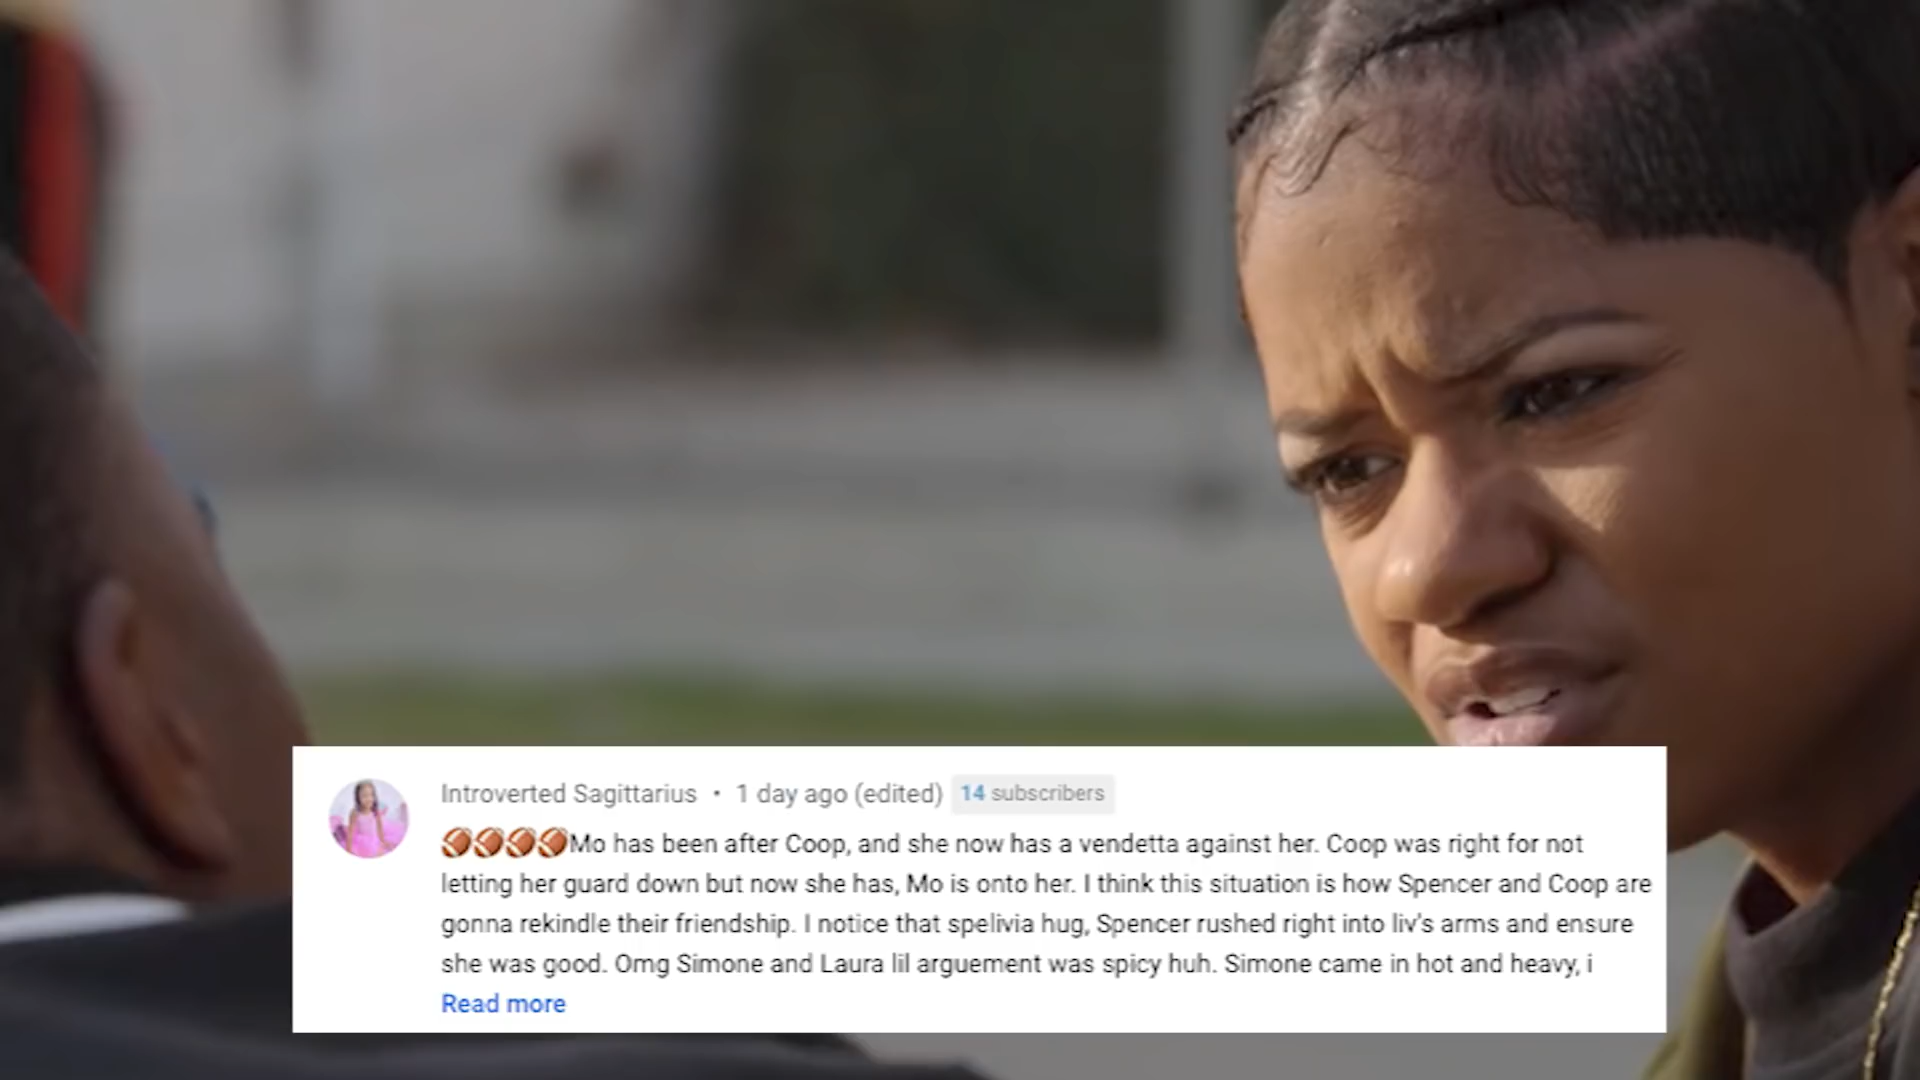 Introverted Sagittarius • 1 day ago (edited) 14 subscribers
🏈🏈🏈🏈Mo has been after Coop, and she now has a vendetta against her. Coop was right for not
letting her guard down but now she has, Mo is onto her. I think this situation is how Spencer and Coop are
gonna rekindle their friendship. I notice that spelivia hug, Spencer rushed right into liv's arms and ensure
she was good. Omg Simone and Laura lil arguement was spicy huh. Simone came in hot and heavy, i
Read more